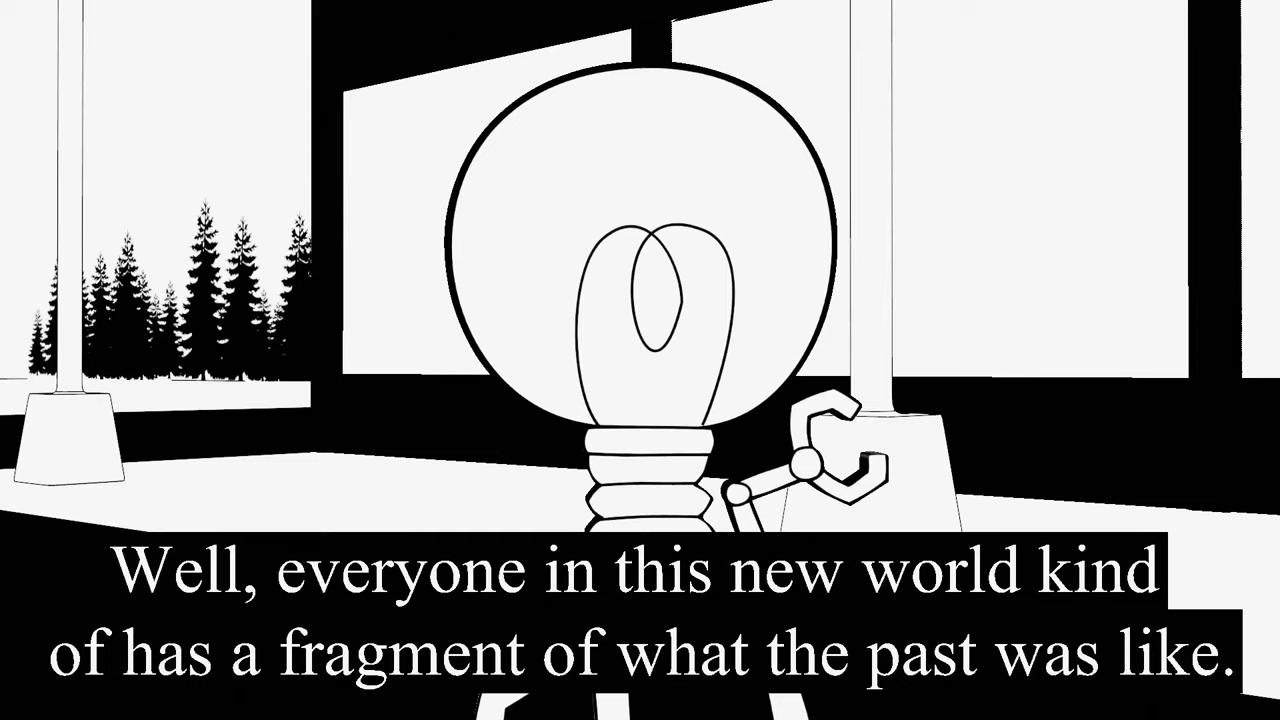 Well, everyone in this new world kind
of has a fragment of what the past was like.